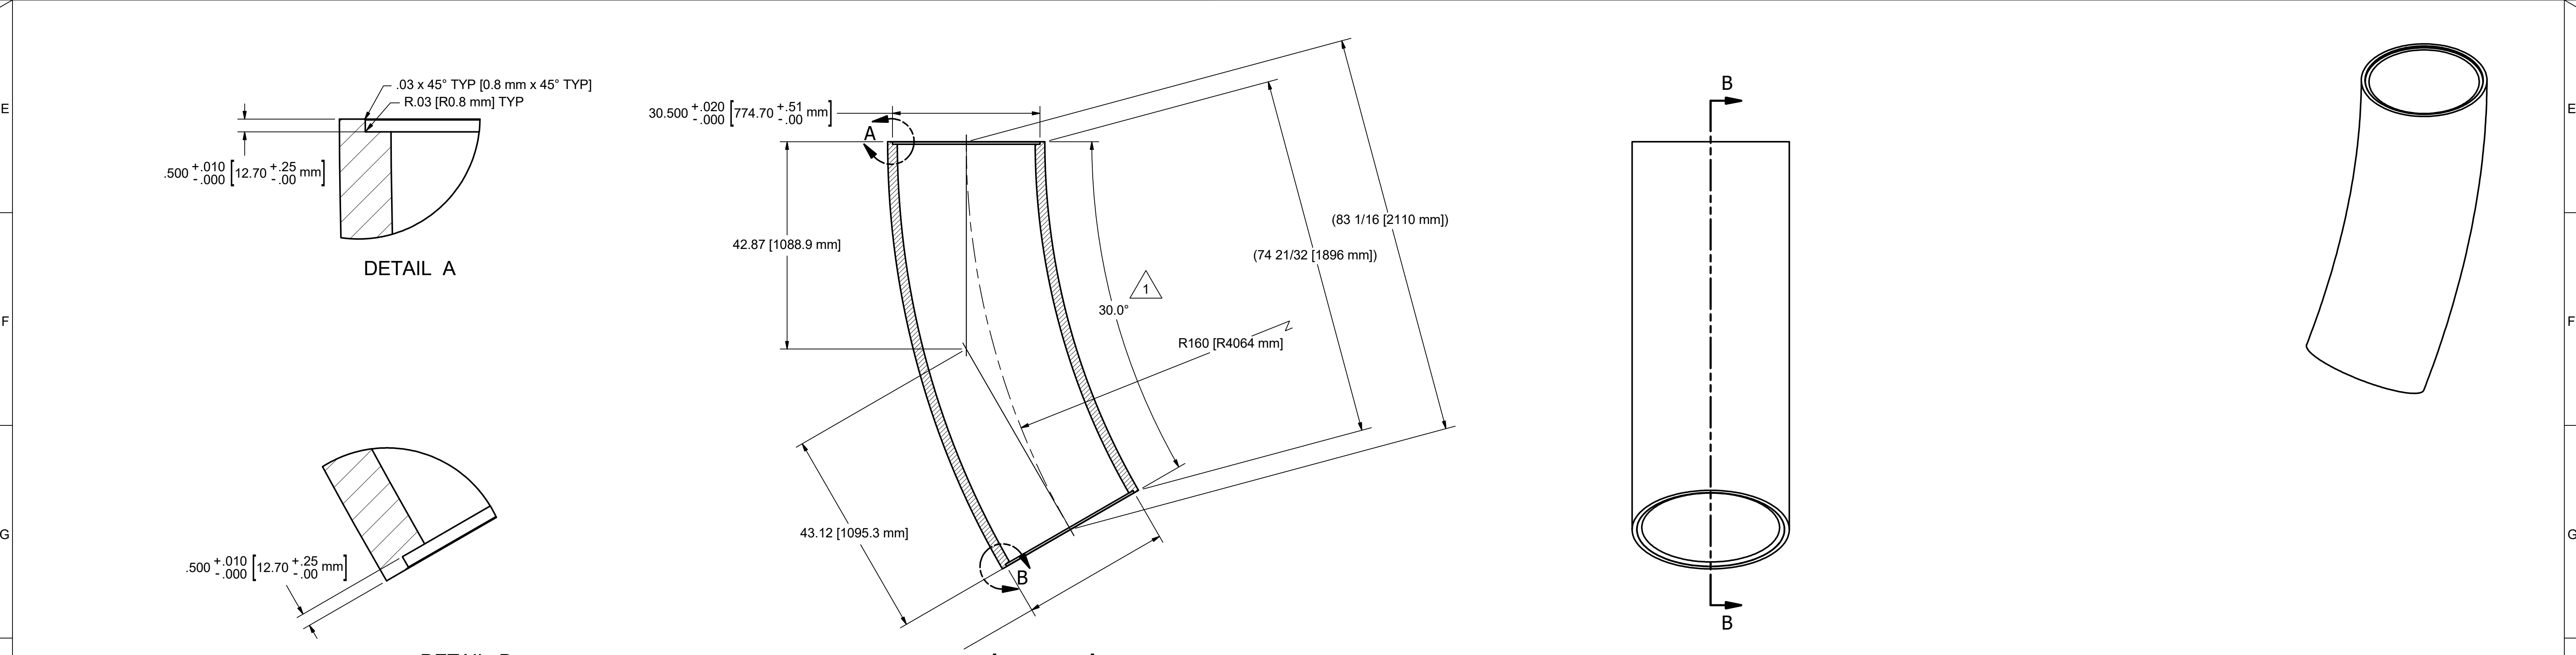 E
F
G
.03 x 45° TYP [0.8 mm x 45° TYP]
R.03 [R0.8 mm] TYP
.500 +.010 -.000 [12.70 +.25 -.00 mm]
DETAIL A
.500 +.010 -.000 [12.70 +.25 -.00 mm]
30.500 +.020 -.000 [774.70 +.51 -.00 mm]
A
42.87 [1088.9 mm]
43.12 [1095.3 mm]
B
30.0°
1
R160 [R4064 mm]
(74 21/32 [1896 mm])
(83 1/16 [2110 mm])
B
B
E
F
G